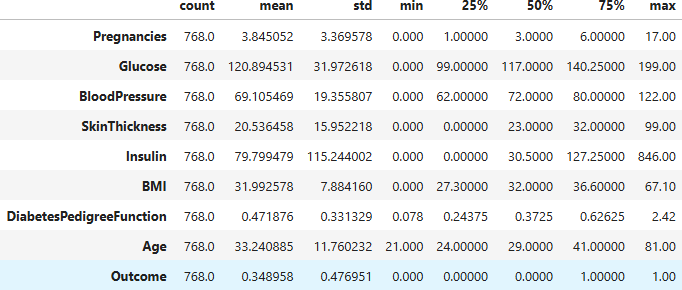 count mean std min 25% 50% 75% max
Pregnancies 768.0 3.845052 3.369578 0.000 1.00000 3.0000 6.00000 17.00
Glucose 768.0 120.894531 31.972618 0.000 99.00000 117.0000 140.25000 199.00
BloodPressure 768.0 69.105469 19.355807 0.000 62.00000 72.0000 80.00000 122.00
SkinThickness 768.0 20.536458 15.952218 0.000 0.00000 23.0000 32.00000 99.00
Insulin 768.0 79.799479 115.244002 0.000 0.00000 30.5000 127.25000 846.00
BMI 768.0 31.992578 7.884160 0.000 27.30000 32.0000 36.60000 67.10
DiabetesPedigreeFunction 768.0 0.471876 0.331329 0.078 0.24375 0.3725 0.62625 2.42
Age 768.0 33.240885 11.760232 21.000 24.00000 29.0000 41.00000 81.00
Outcome 768.0 0.348958 0.476951 0.000 0.00000 0.0000 1.00000 1.00